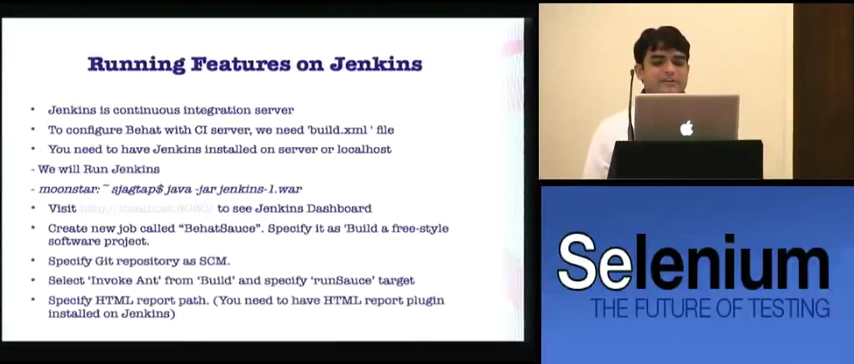 Running Features on Jenkins
• Jenkins is continuous integration server
• To configure Behat with CI server, we need 'build.xml ' file
• You need to have Jenkins installed on server or localhost
- We will Run Jenkins
- moonstar: ~ sjagtap$ java -jar jenkins-1.war
• Visit http://localhost:8080/ to see Jenkins Dashboard
• Create new job called "BehatSauce". Specify it as 'Build a free-style
software project.
• Specify Git repository as SCM.
• Select 'Invoke Ant' from 'Build' and specify 'runSauce' target
• Specify HTML report path. (You need to have HTML report plugin
installed on Jenkins)
Selenium
THE FUTURE OF TESTING